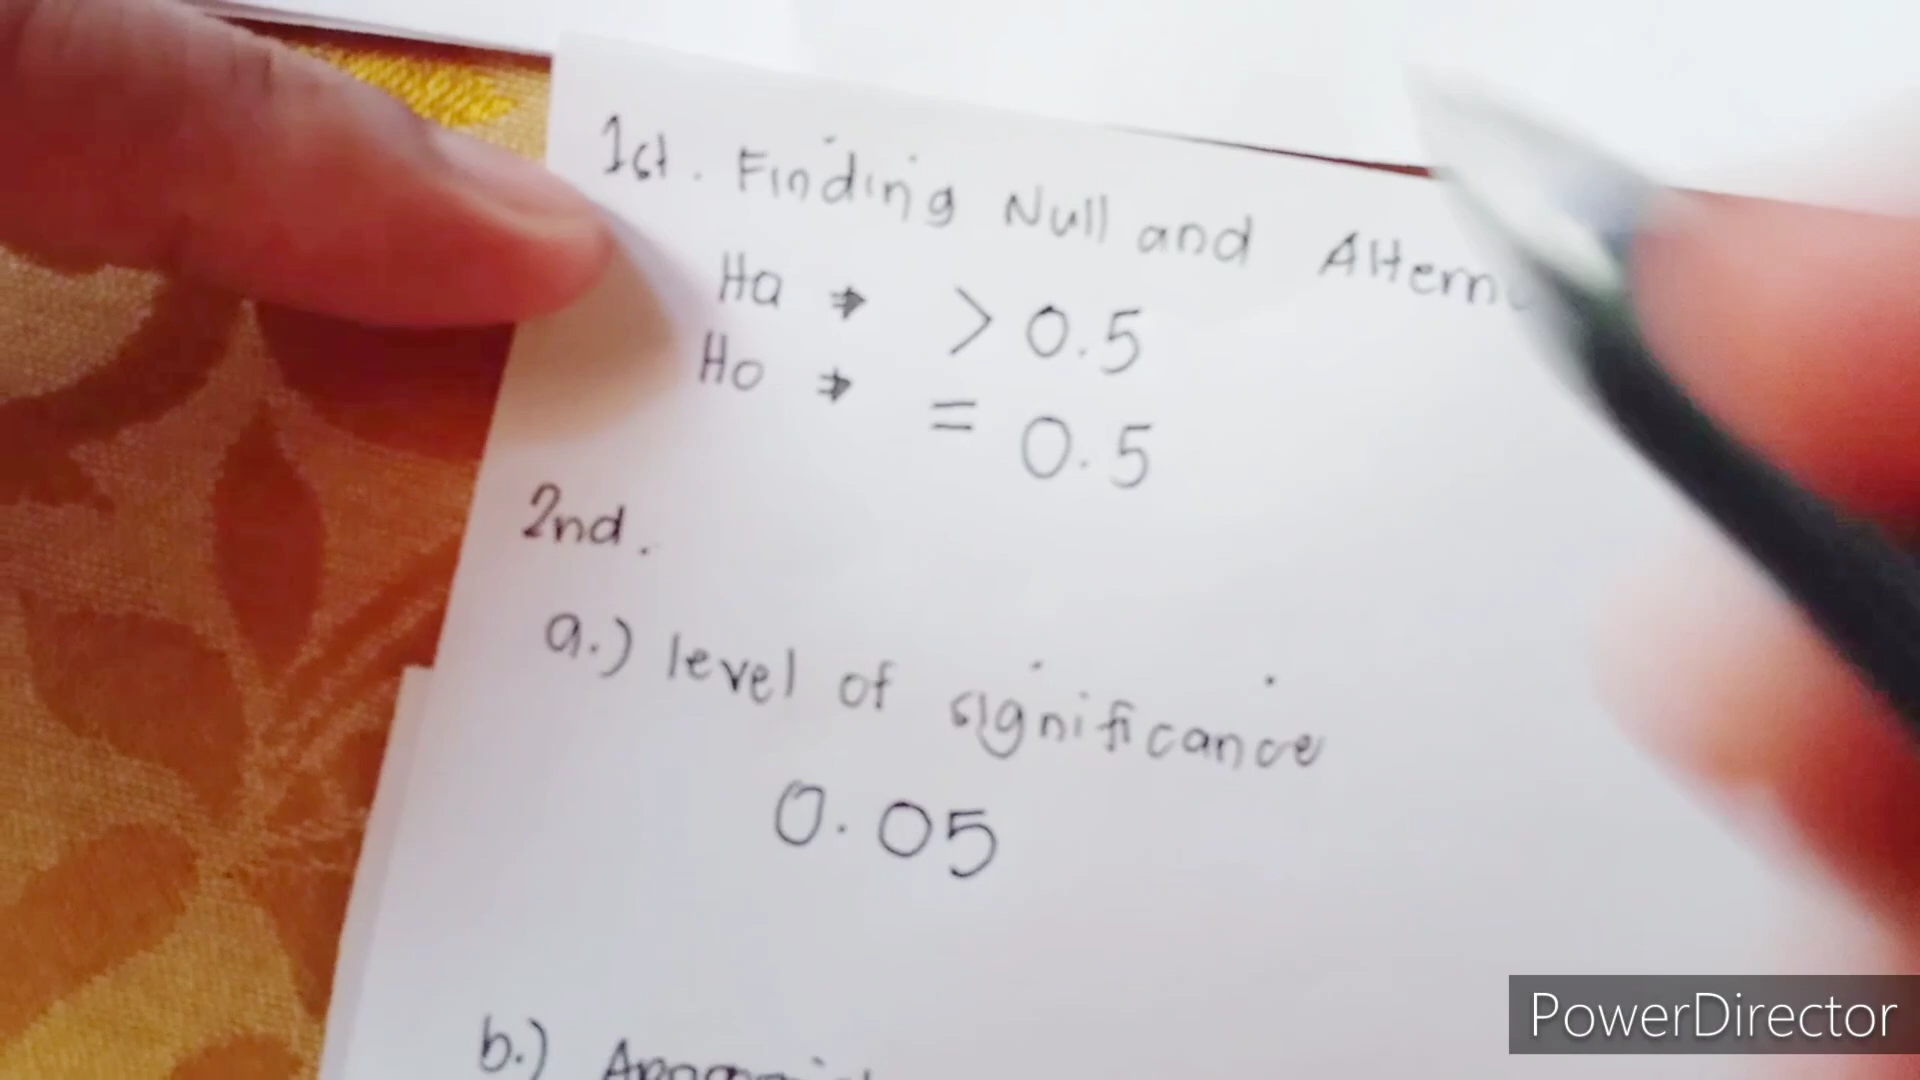 1st. Finding Null and
Ha → > 0.5
Ho → = 0.5
2nd.
a.) level of significance
0.05
b.)
PowerDirector